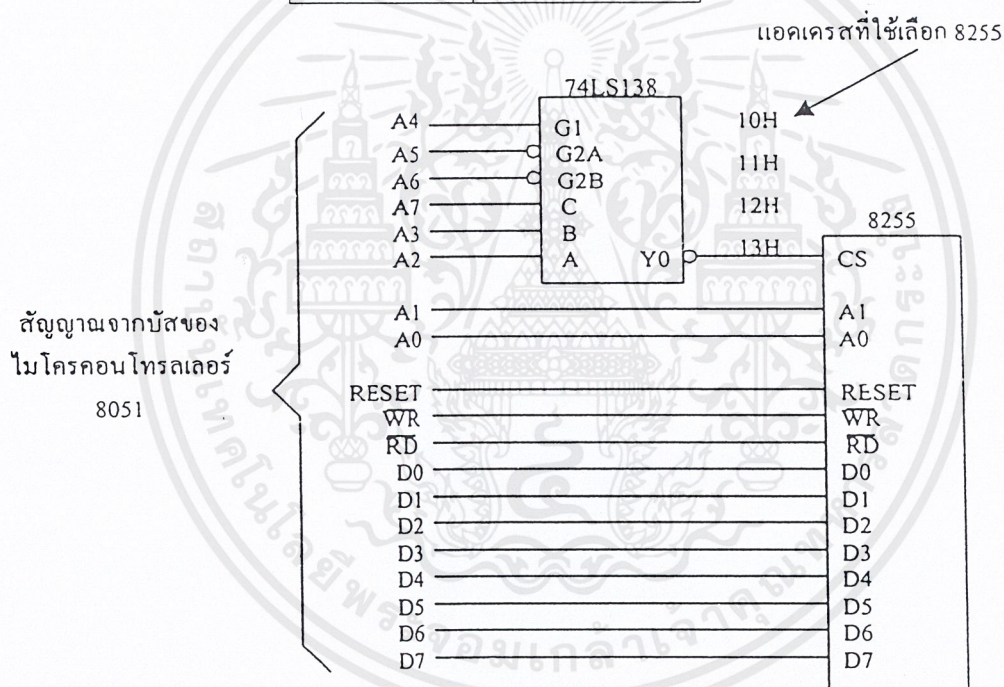 แอดเดรสที่ใช้เลือก 8255
74LS138
A4 G1 10H
A5 G2A 11H
A6 G2B
A7 C 12H
A3 B 8255
A2 A Y0 13H CS
A1 A1
A0 A0
สัญญาณจากบัสของ
ไมโครคอนโทรลเลอร์
8051
RESET RESET
WR WR
RD RD
D0 D0
D1 D1
D2 D2
D3 D3
D4 D4
D5 D5
D6 D6
D7 D7